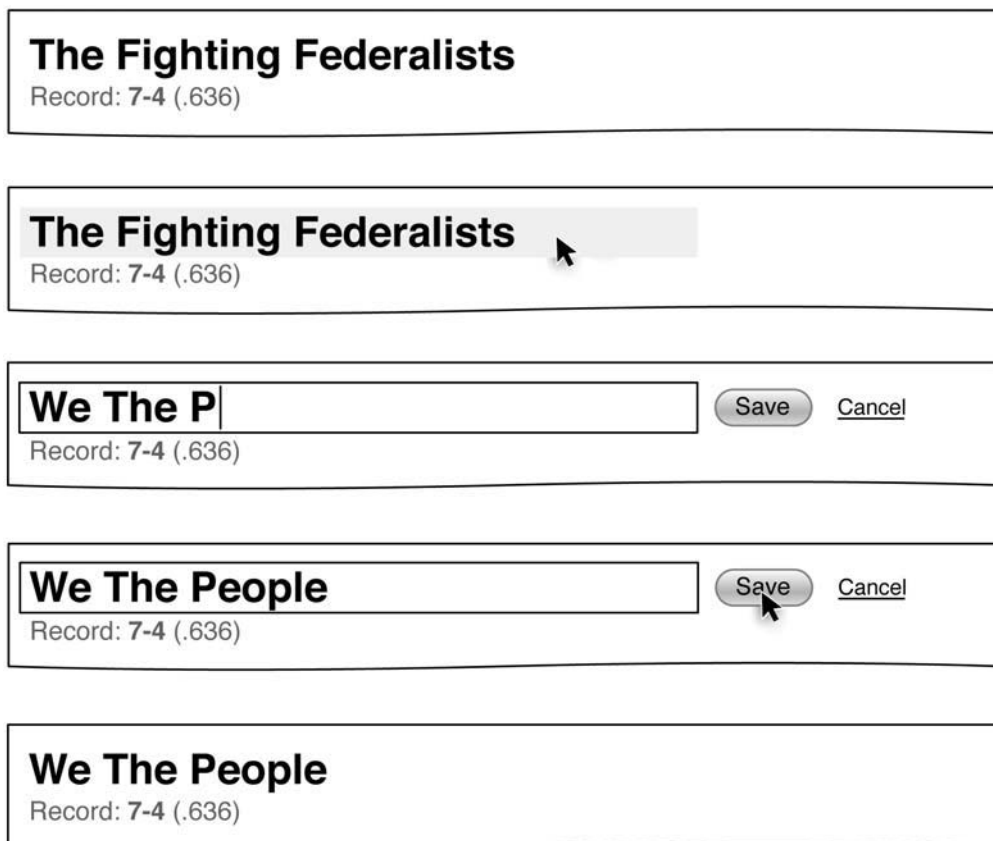 The Fighting Federalists
Record: 7-4 (.636)
The Fighting Federalists
Record: 7-4 (.636)
We The P
Save Cancel
Record: 7-4 (.636)
We The People
Save Cancel
Record: 7-4 (.636)
We The People
Record: 7-4 (.636)